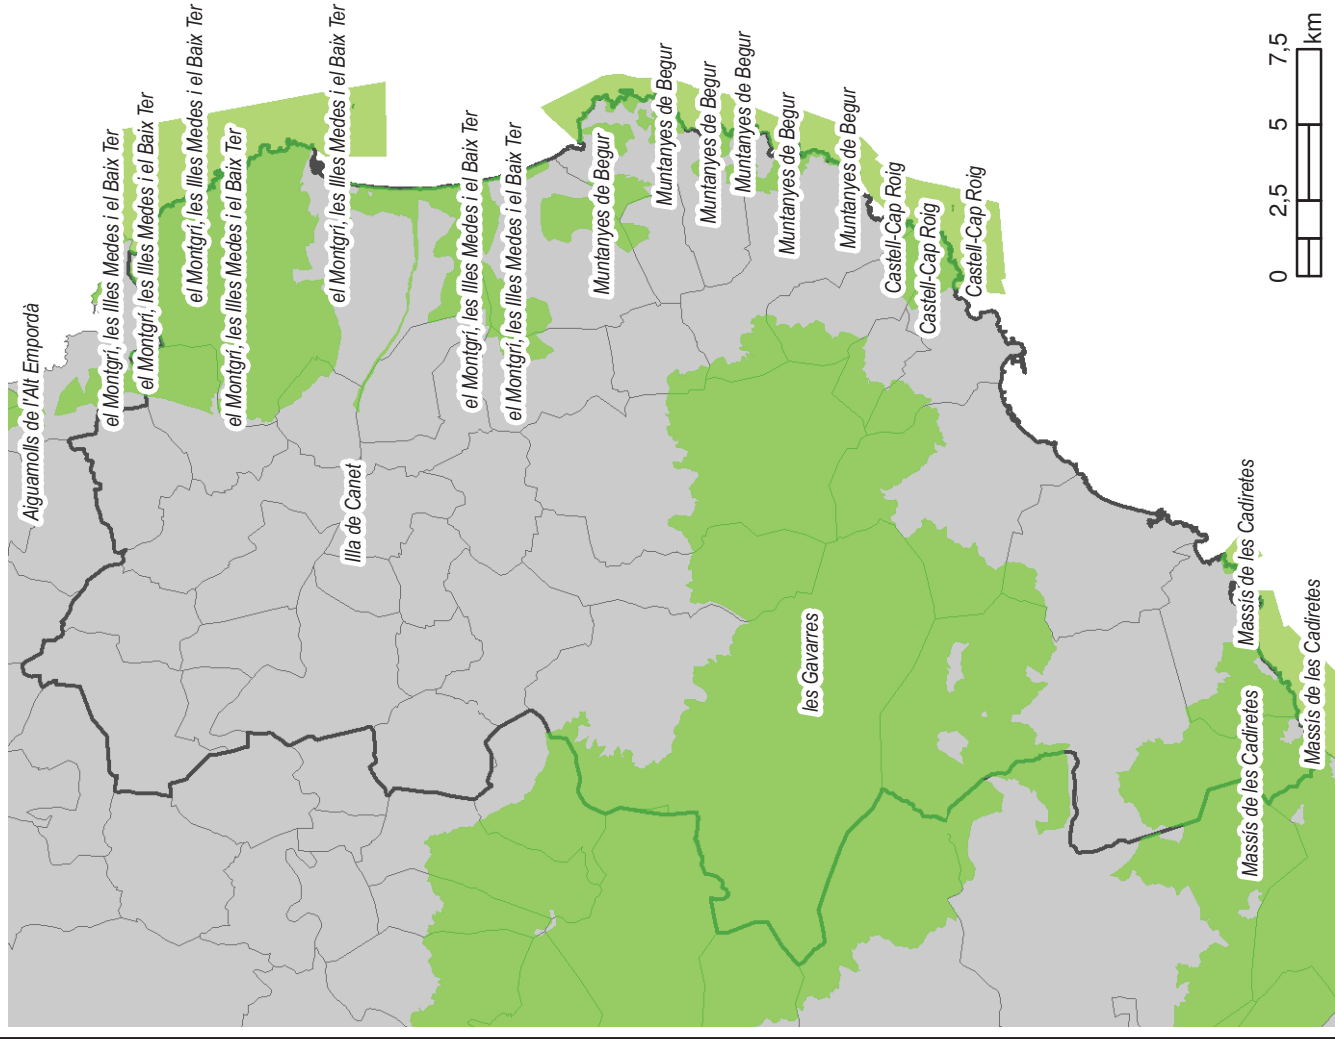 Aiguamolls de l'Alt Empordà
el Montgrí, les Illes Medes i el Baix Ter
el Montgrí, les Illes Medes i el Baix Ter
el Montgrí, les Illes Medes i el Baix Ter
el Montgrí, les Illes Medes i el Baix Ter
el Montgrí, les Illes Medes i el Baix Ter
Illa de Canet
el Montgrí, les Illes Medes i el Baix Ter
el Montgrí, les Illes Medes i el Baix Ter
Muntanyes de Begur
Muntanyes de Begur
Muntanyes de Begur
Muntanyes de Begur
Muntanyes de Begur
les Gavarres
Muntanyes de Begur
Castell-Cap Roig
Castell-Cap Roig
Castell-Cap Roig
Massís de les Cadiretes
Massís de les Cadiretes
Massís de les Cadiretes
0 2,5 5 7,5
km